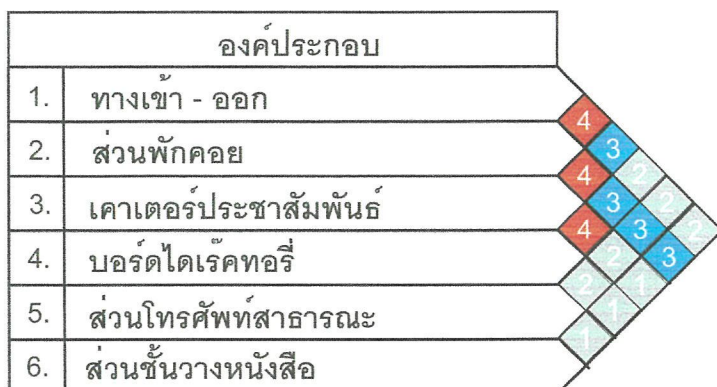 องค์ประกอบ
1. ทางเข้า - ออก
2. ส่วนพักคอย
3. เคาเตอร์ประชาสัมพันธ์
4. บอร์ดไดเร็คทอรี่
5. ส่วนโทรศัพท์สาธารณะ
6. ส่วนชั้นวางหนังสือ
4
3
4 2
3 2
4 3 2
2 3
2 1
1
1